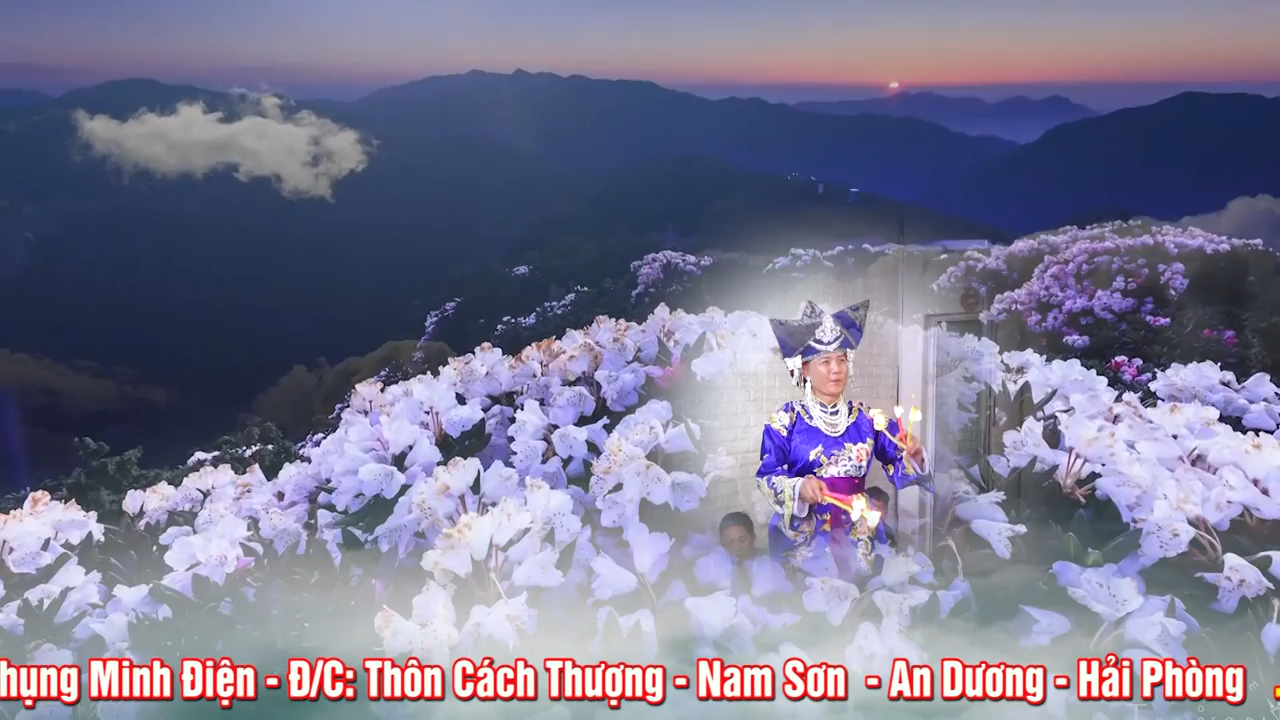 hụng Minh Điện - Đ/C: Thôn Cách Thượng - Nam Sơn - An Dương - Hải Phòng